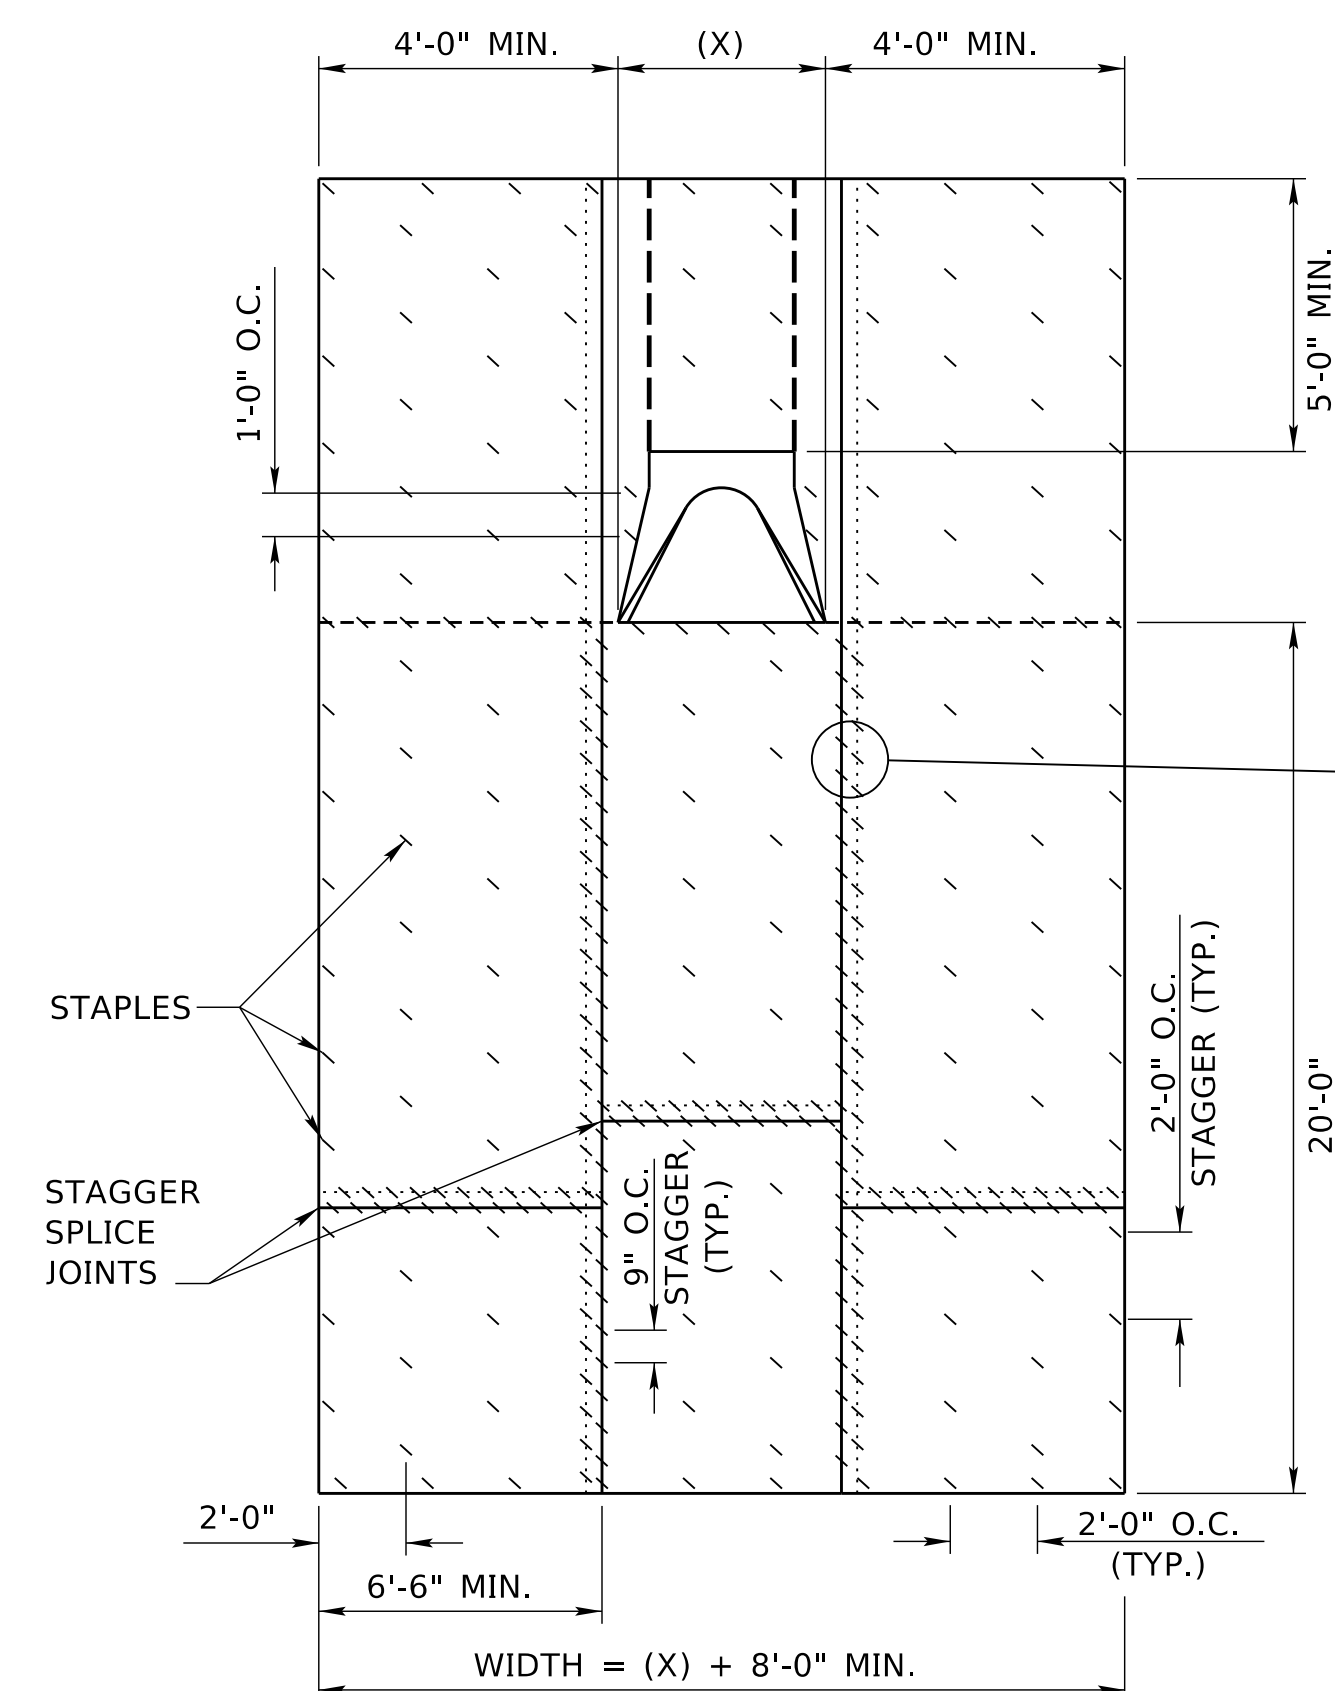 4'-0" MIN.
(X)
4'-0" MIN.
5'-0" MIN.
1'-0" O.C.
STAPLES
2'-0" O.C.
STAGGER (TYP.)
20'-0"
STAGGER
SPLICE
JOINTS
9" O.C.
STAGGER
(TYP.)
2'-0"
2'-0" O.C.
(TYP.)
6'-6" MIN.
WIDTH = (X) + 8'-0" MIN.